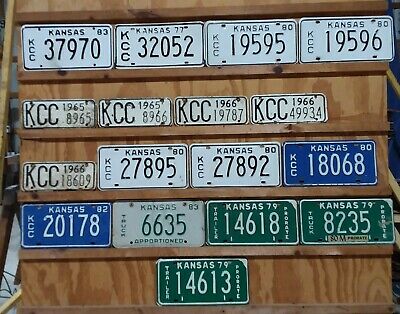 KANSAS 83
KCC 37970
KANSAS 77
KCC 32052
KANSAS 80
KCC 19595
KANSAS 80
KCC 19596
KCC 1965 8965
KCC 1965 8966
KCC 1966 19787
KCC 1966 49934
KCC 1966 18609
KANSAS 80
KCC 27895
KANSAS 80
KCC 27892
KANSAS 80
KCC 18068
KANSAS 82
KCC 20178
KANSAS 83
TRUCK 6635
APPORTIONED
KANSAS 79
TRAILER 14618 PRORATE
KANSAS 79
TRUCK 8235
80 M PRORATE
KANSAS 79
TRAILER 14613 PRORATE